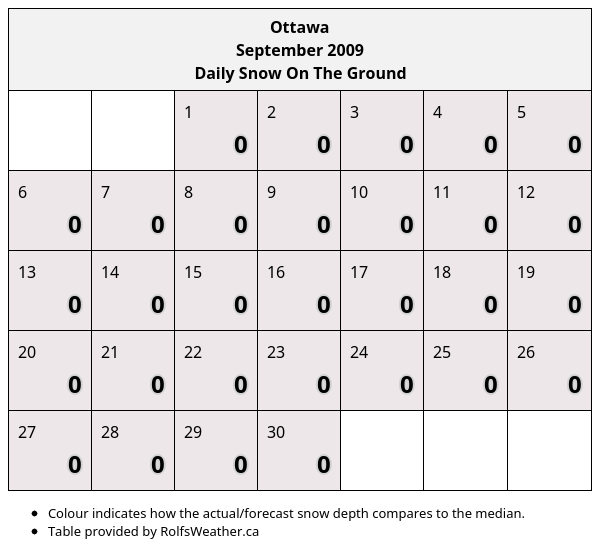 Ottawa
September 2009
Daily Snow On The Ground
1 2 3 4 5
0 0 0 0 0
6 7 8 9 10 11 12
0 0 0 0 0 0 0
13 14 15 16 17 18 19
0 0 0 0 0 0 0
20 21 22 23 24 25 26
0 0 0 0 0 0 0
27 28 29 30
0 0 0 0
• Colour indicates how the actual/forecast snow depth compares to the median.
• Table provided by RolfsWeather.ca